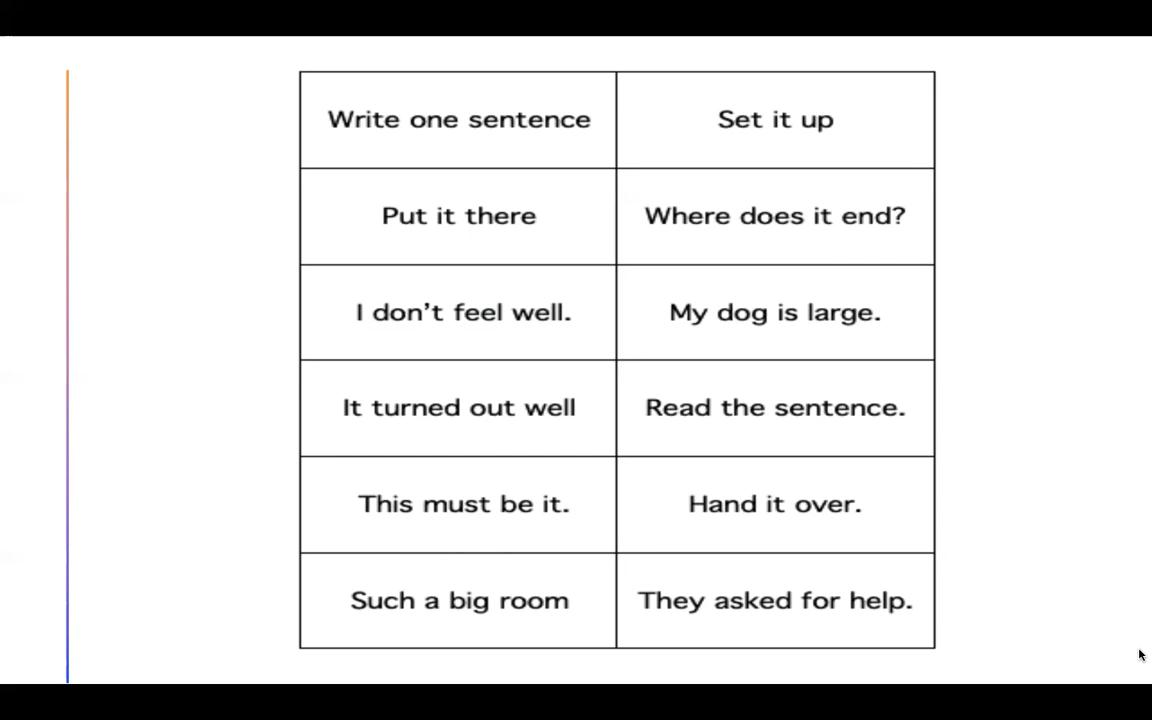 Write one sentence
Set it up
Put it there
Where does it end?
I don’t feel well.
My dog is large.
It turned out well
Read the sentence.
This must be it.
Hand it over.
Such a big room
They asked for help.